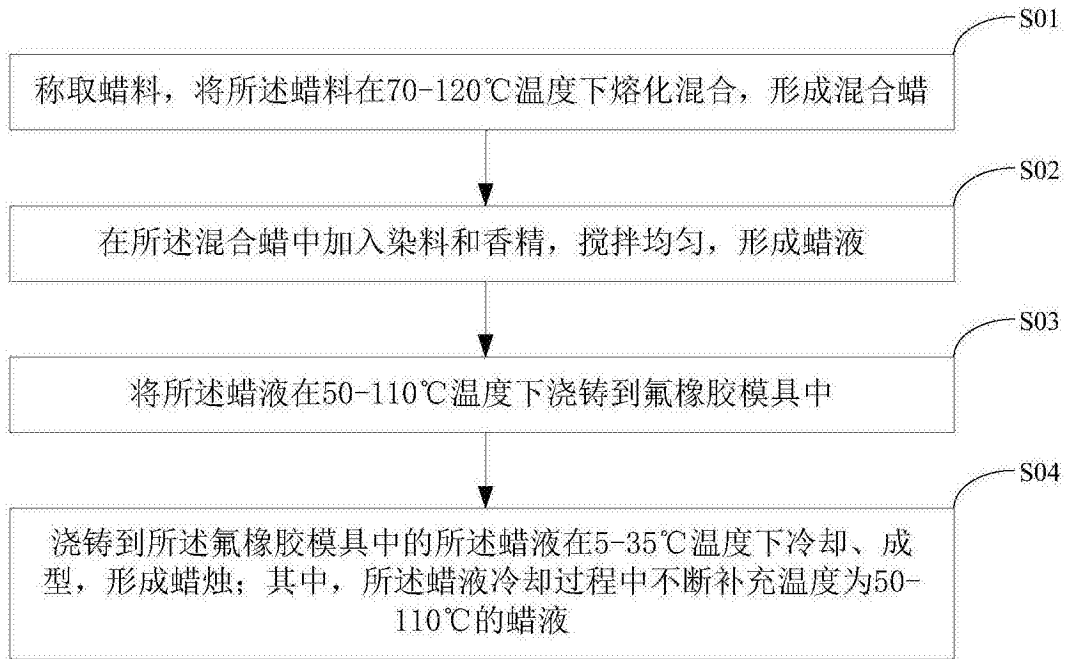 S01
称取蜡料，将所述蜡料在70-120℃温度下熔化混合，形成混合蜡
S02
在所述混合蜡中加入染料和香精，搅拌均匀，形成蜡液
S03
将所述蜡液在50-110℃温度下浇铸到氟橡胶模具中
S04
浇铸到所述氟橡胶模具中的所述蜡液在5-35℃温度下冷却、成
型，形成蜡烛；其中，所述蜡液冷却过程中不断补充温度为50-
110℃的蜡液